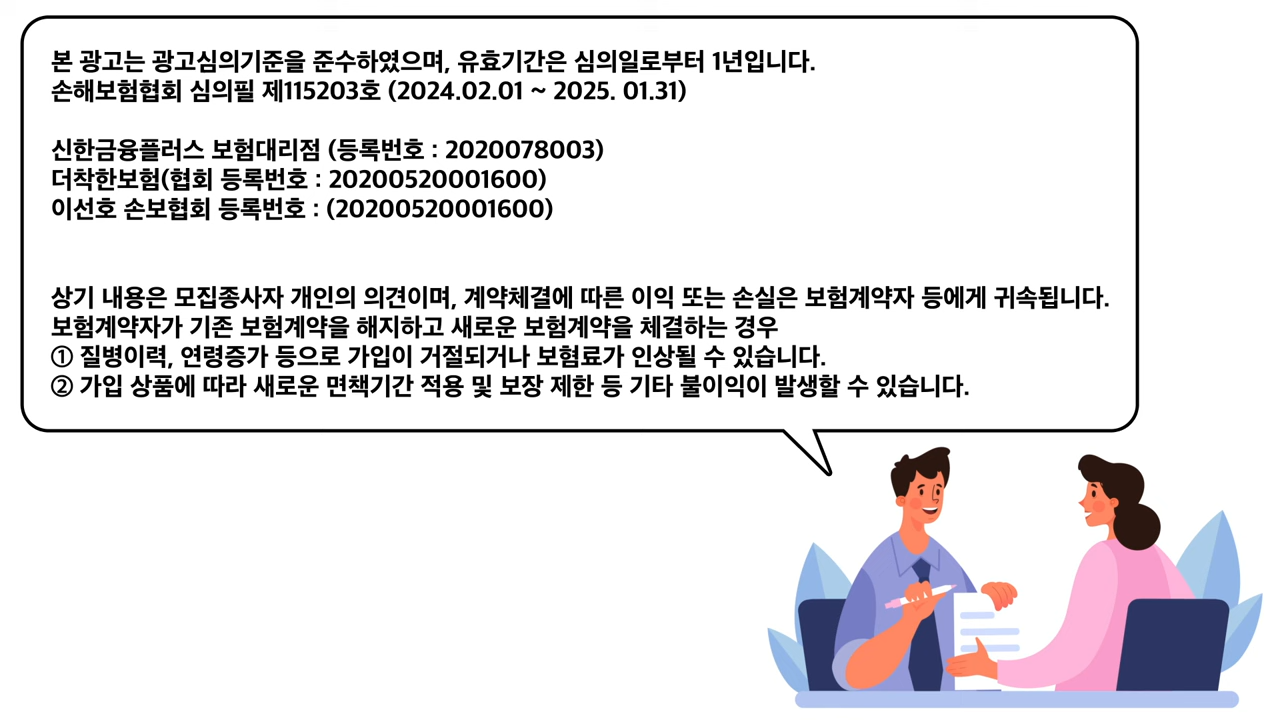 본 광고는 광고심의기준을 준수하였으며, 유효기간은 심의일로부터 1년입니다.
손해보험협회 심의필 제115203호 (2024.02.01 ~ 2025. 01.31)
신한금융플러스 보험대리점 (등록번호 : 2020078003)
더착한보험(협회 등록번호 : 20200520001600)
이선호 손보협회 등록번호 : (20200520001600)
상기 내용은 모집종사자 개인의 의견이며, 계약체결에 따른 이익 또는 손실은 보험계약자 등에게 귀속됩니다.
보험계약자가 기존 보험계약을 해지하고 새로운 보험계약을 체결하는 경우
① 질병이력, 연령증가 등으로 가입이 거절되거나 보험료가 인상될 수 있습니다.
② 가입 상품에 따라 새로운 면책기간 적용 및 보장 제한 등 기타 불이익이 발생할 수 있습니다.